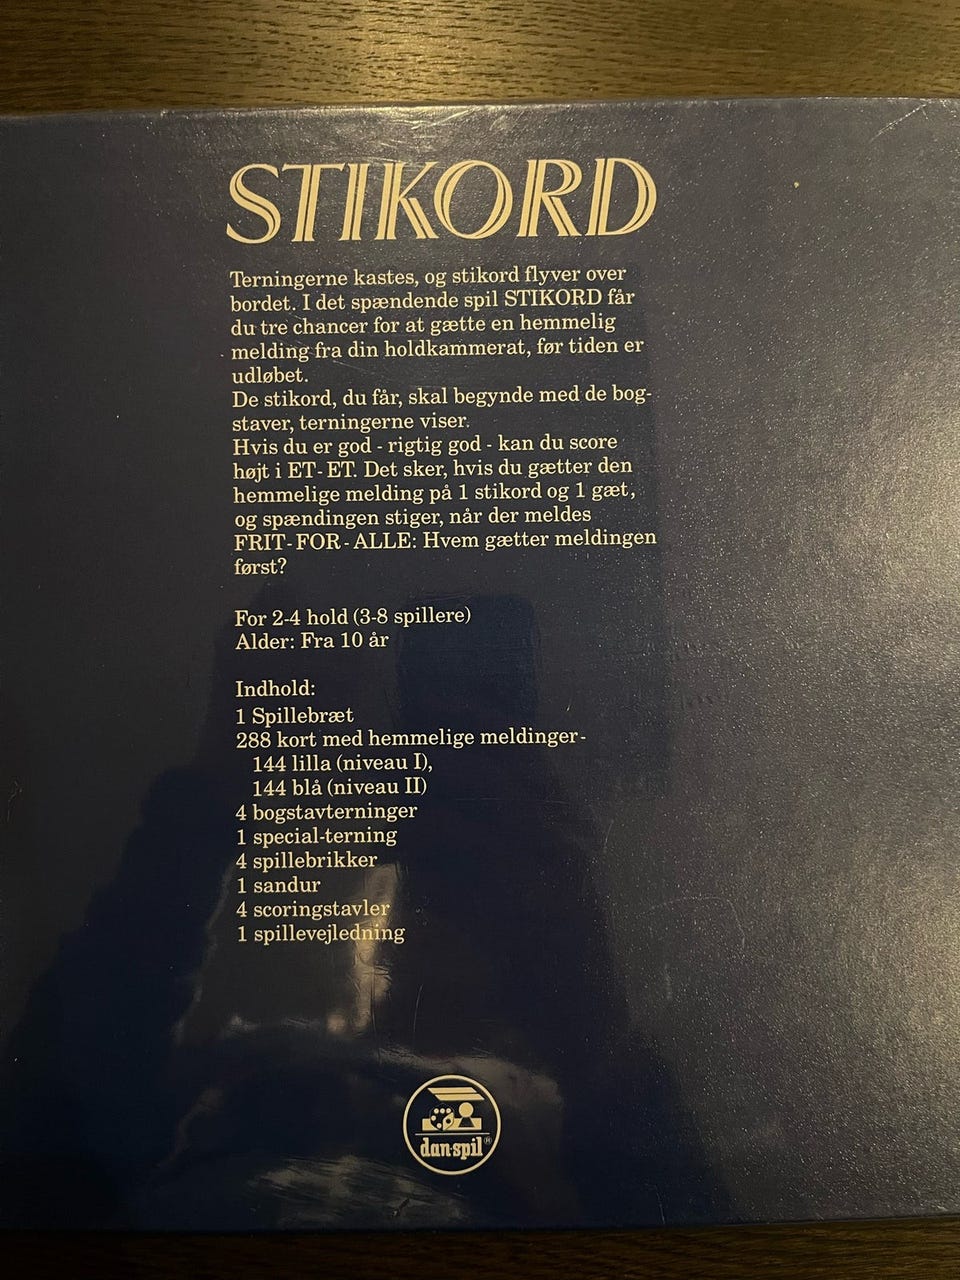 STIKORD
Terningerne kastes, og stikord flyver over
bordet. I det spændende spil STIKORD får
du tre chancer for at gætte en hemmelig
melding fra din holdkammerat, før tiden er
udløbet.
De stikord, du får, skal begynde med de bog-
staver, terningerne viser.
Hvis du er god - rigtig god - kan du score
højt i ET-ET. Det sker, hvis du gætter den
hemmelige melding på 1 stikord og 1 gæt,
og spændingen stiger, når der meldes
FRIT-FOR-ALLE: Hvem gætter meldingen
først?
For 2-4 hold (3-8 spillere)
Alder: Fra 10 år
Indhold:
1 Spillebræt
288 kort med hemmelige meldinger-
144 lilla (niveau I),
144 blå (niveau II)
4 bogstavterninger
1 special-terning
4 spillebrikker
1 sandur
4 scoringstavler
1 spillevejledning
dan-spil®